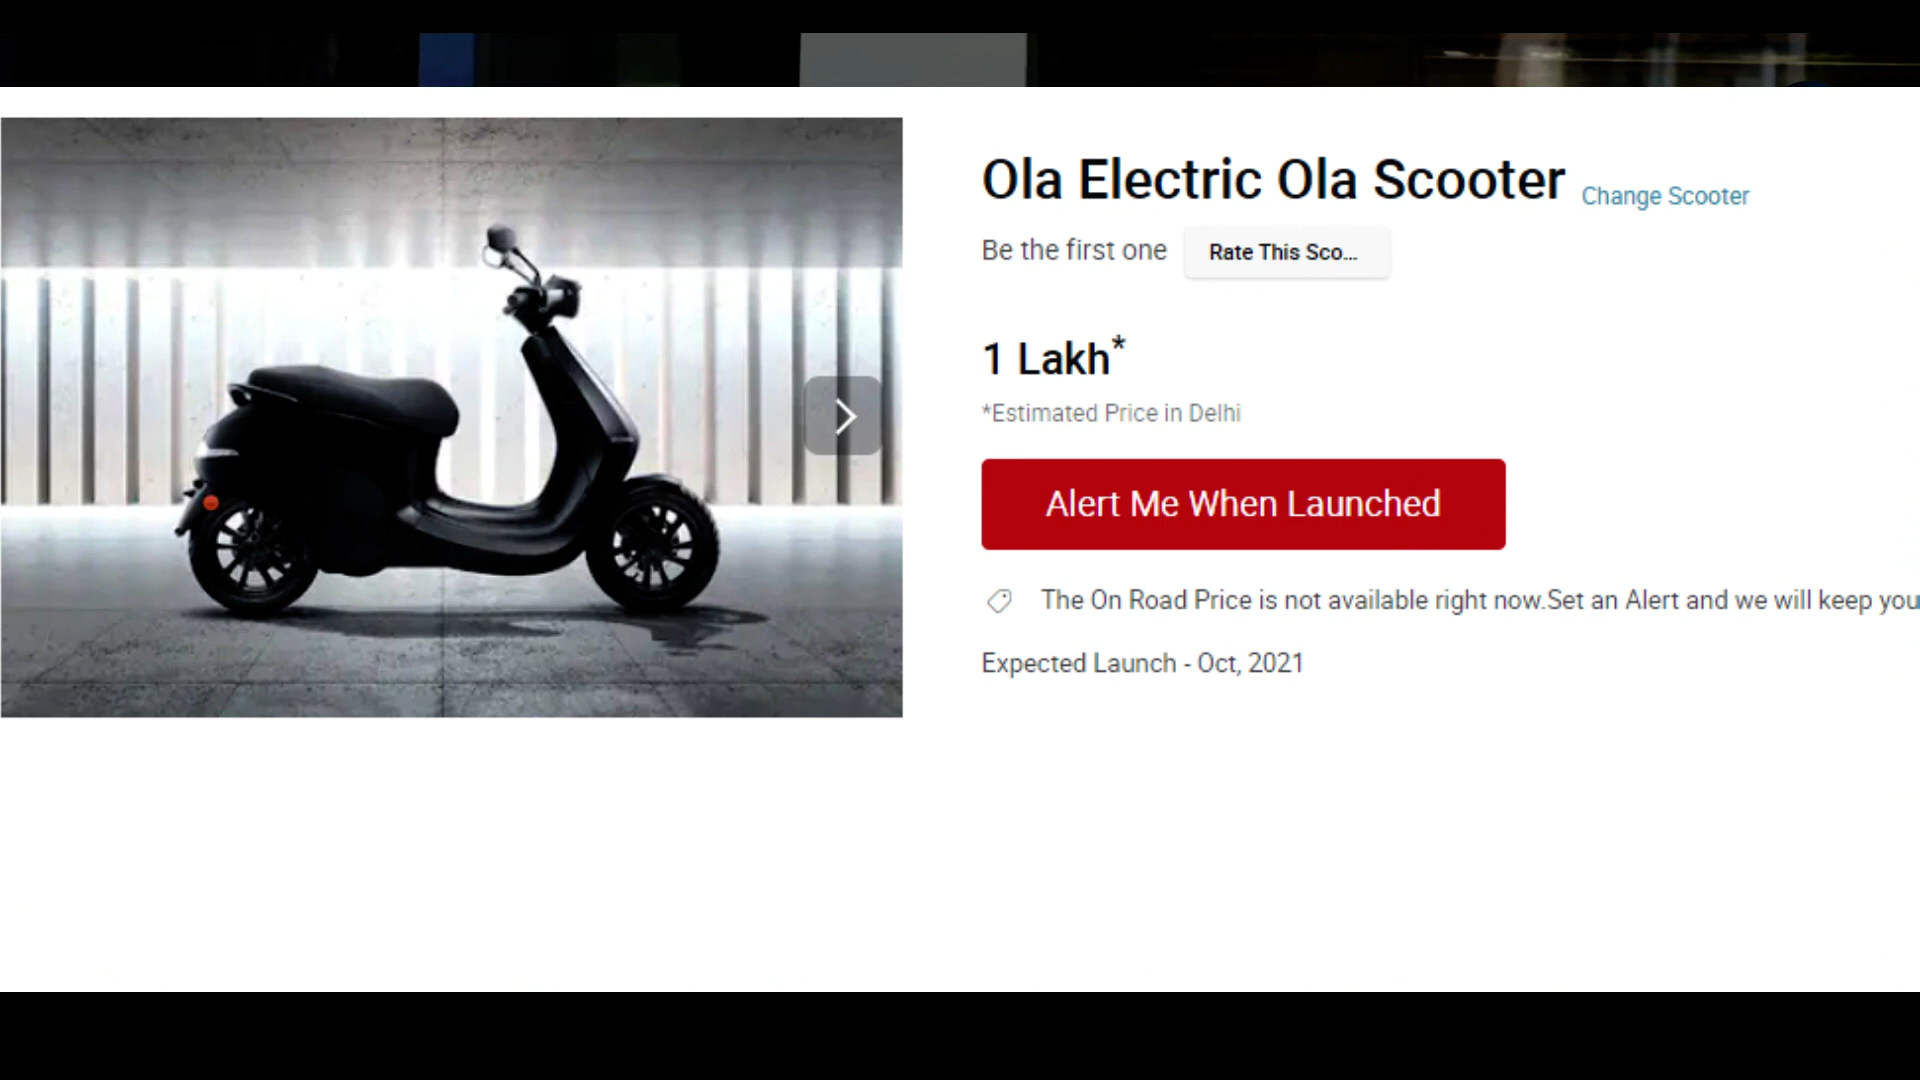 Ola Electric Ola Scooter Change Scooter
Be the first one Rate This Sco...
1 Lakh*
*Estimated Price in Delhi
Alert Me When Launched
The On Road Price is not available right now.Set an Alert and we will keep you
Expected Launch - Oct, 2021